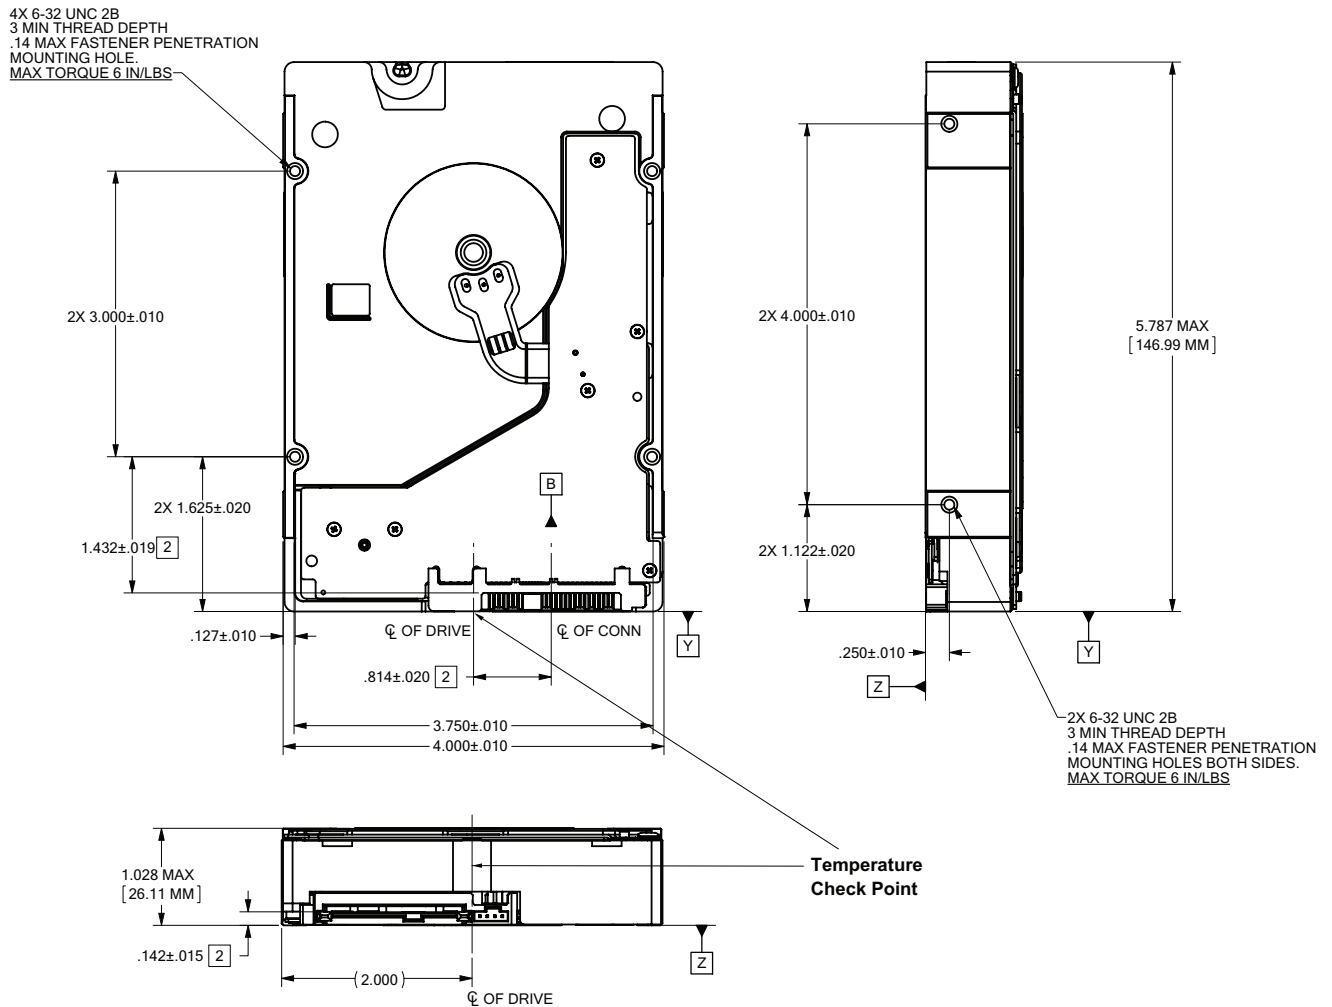 4X 6-32 UNC 2B
3 MIN THREAD DEPTH
.14 MAX FASTENER PENETRATION
MOUNTING HOLE.
MAX TORQUE 6 IN/LBS
2X 3.000±.010
2X 1.625±.020
1.432±.019 2
B
.127±.010
℄ OF DRIVE
℄ OF CONN
Y
.814±.020 2
3.750±.010
4.000±.010
2X 4.000±.010
5.787 MAX
[146.99 MM]
2X 1.122±.020
.250±.010
Y
Z
2X 6-32 UNC 2B
3 MIN THREAD DEPTH
.14 MAX FASTENER PENETRATION
MOUNTING HOLES BOTH SIDES.
MAX TORQUE 6 IN/LBS
1.028 MAX
[26.11 MM]
Temperature
Check Point
.142±.015 2
(2.000)
Z
℄ OF DRIVE